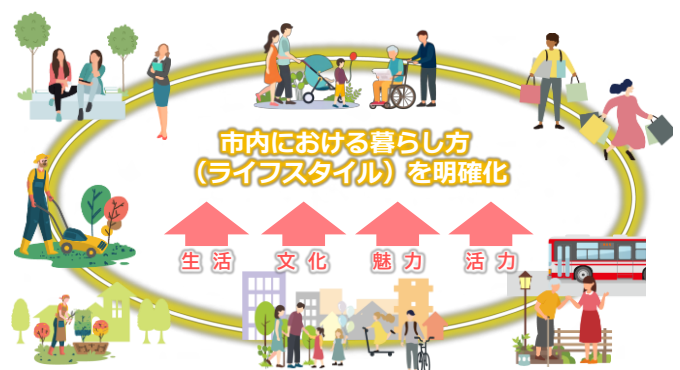 市内における暮らし方
（ライフスタイル）を明確化
生活 文化 魅力 活力